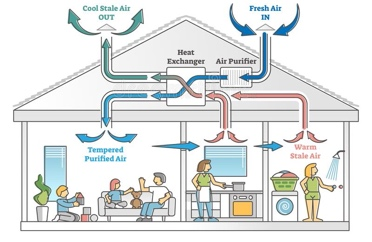 Cool Stale Air
OUT
Fresh Air
IN
Heat
Exchanger
Air Purifier
Tempered
Purified Air
Warm
Stale Air